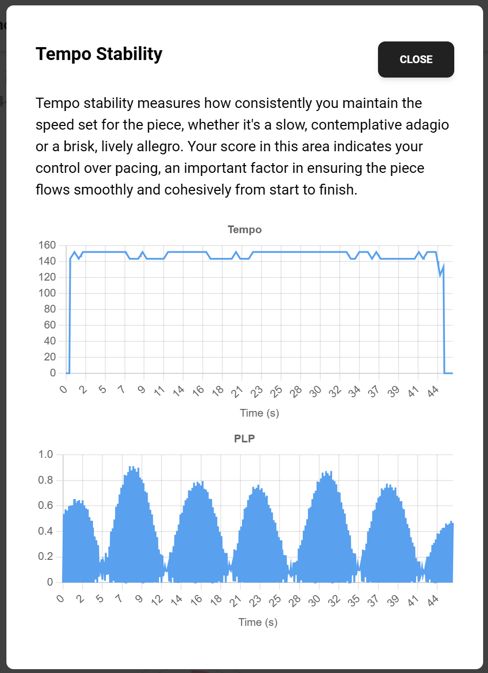 Tempo Stability
CLOSE
Tempo stability measures how consistently you maintain the
speed set for the piece, whether it's a slow, contemplative adagio
or a brisk, lively allegro. Your score in this area indicates your
control over pacing, an important factor in ensuring the piece
flows smoothly and cohesively from start to finish.
Tempo
160
140
120
100
80
60
40
20
0
0 2 5 7 9 11 14 16 18 21 23 25 28 30 32 34 37 39 41 44
Time (s)
PLP
1.0
0.8
0.6
0.4
0.2
0
0 2 5 7 9 12 14 16 18 21 23 25 28 30 32 35 37 39 41 44
Time (s)